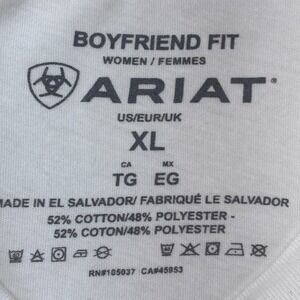 BOYFRIEND FIT
WOMEN / FEMMES
ARIAT
US/EUR/UK
XL
CA MX
TG EG
MADE IN EL SALVADOR/ FABRIQUÉ LE SALVADOR
52% COTTON/48% POLYESTER -
52% COTTON/48% POLYESTER
RN#105037 CA#45953